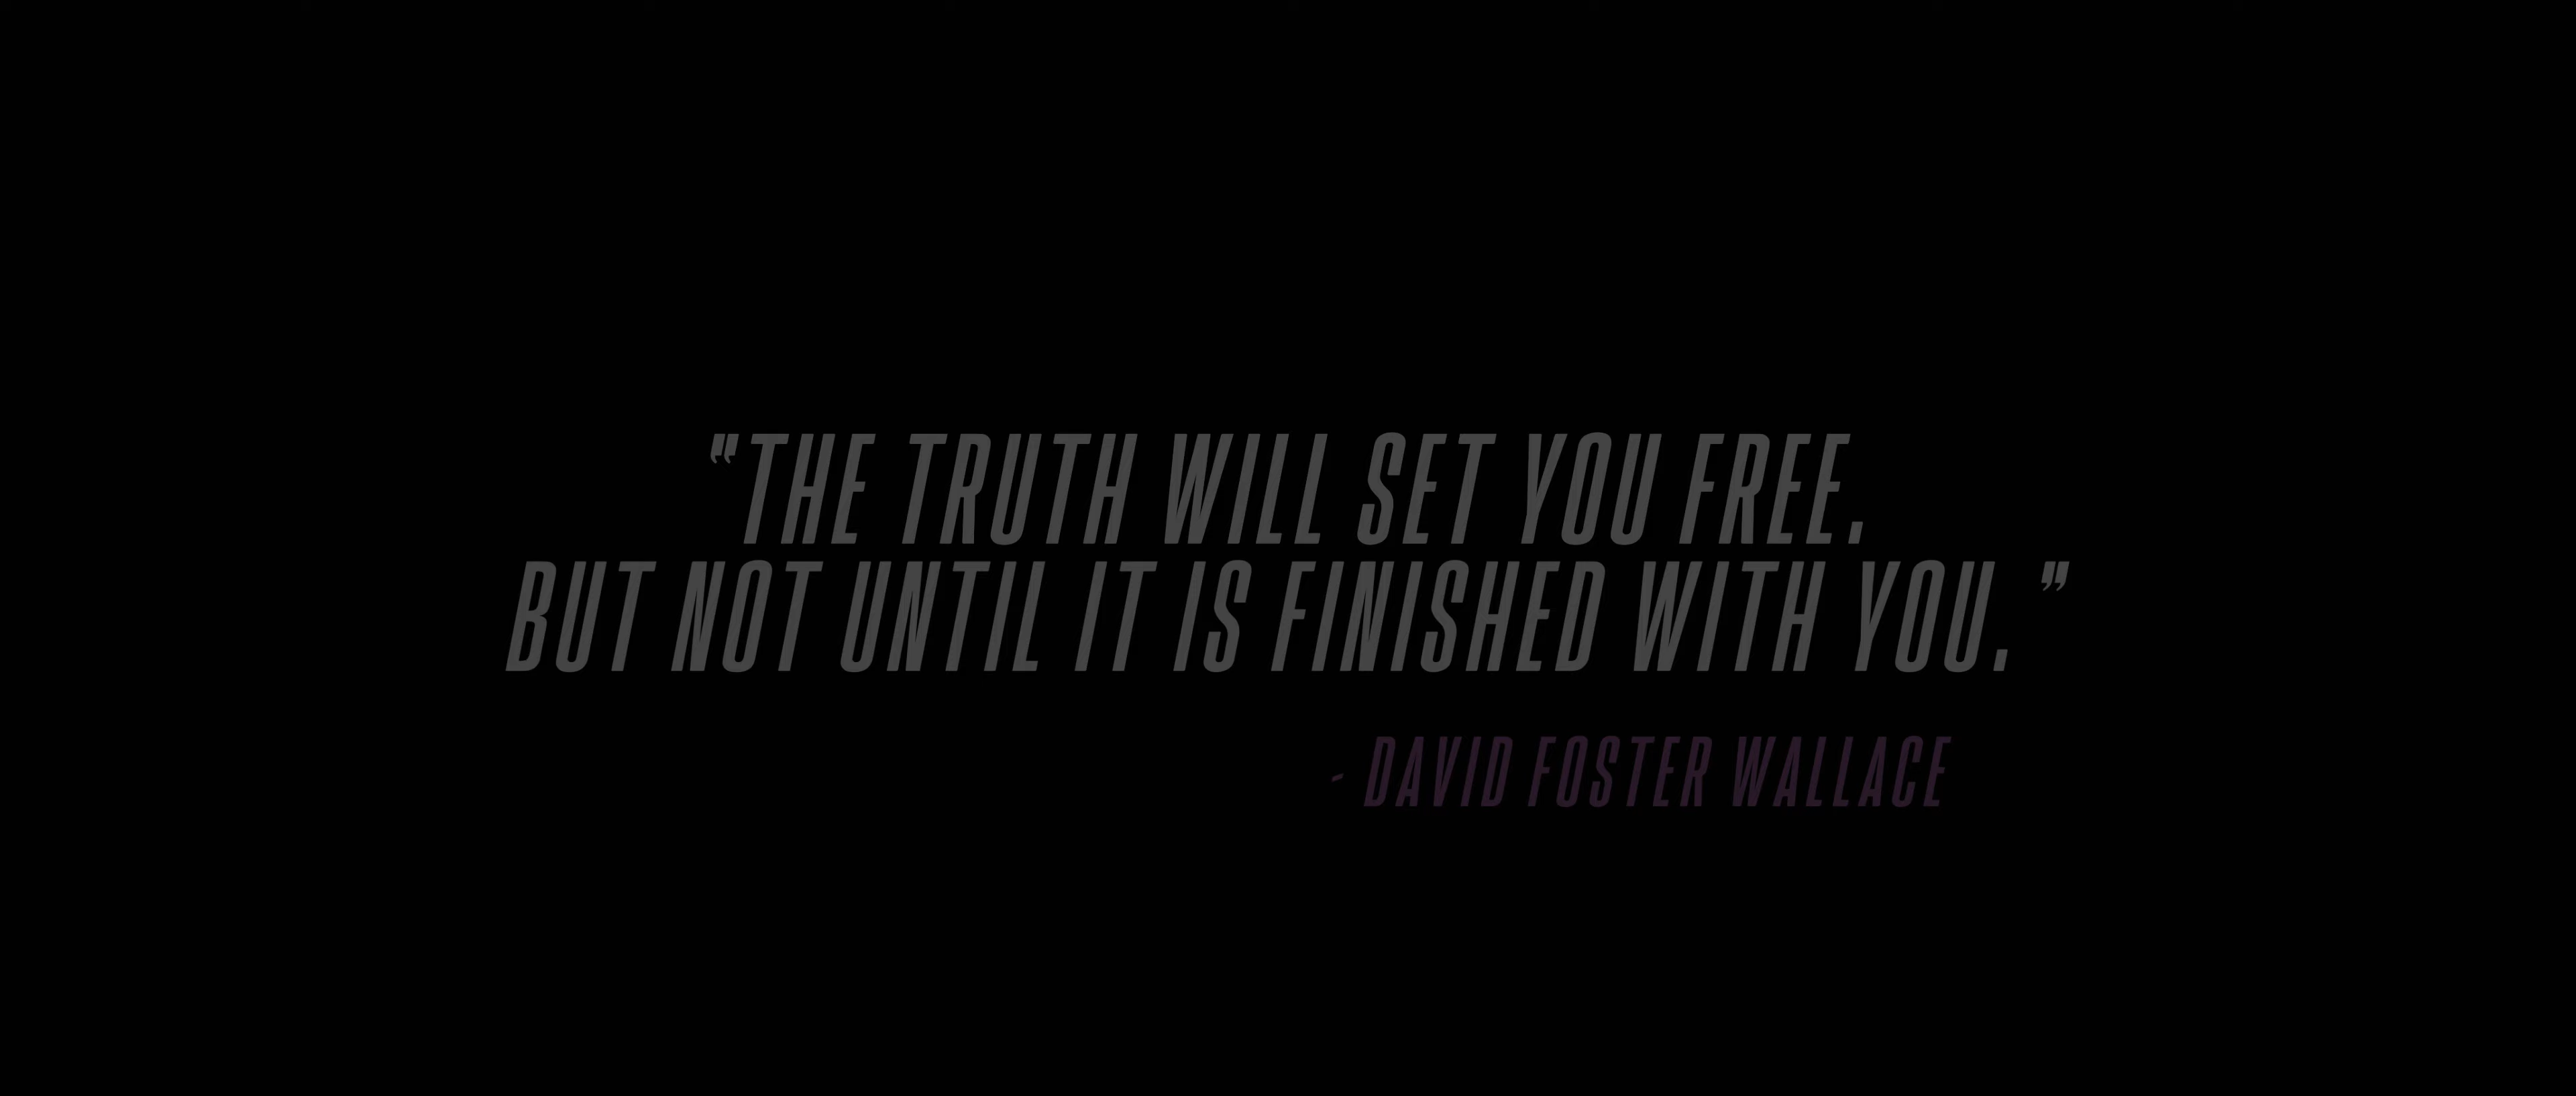 “THE TRUTH WILL SET YOU FREE.
BUT NOT UNTIL IT IS FINISHED WITH YOU.”
- DAVID FOSTER WALLACE